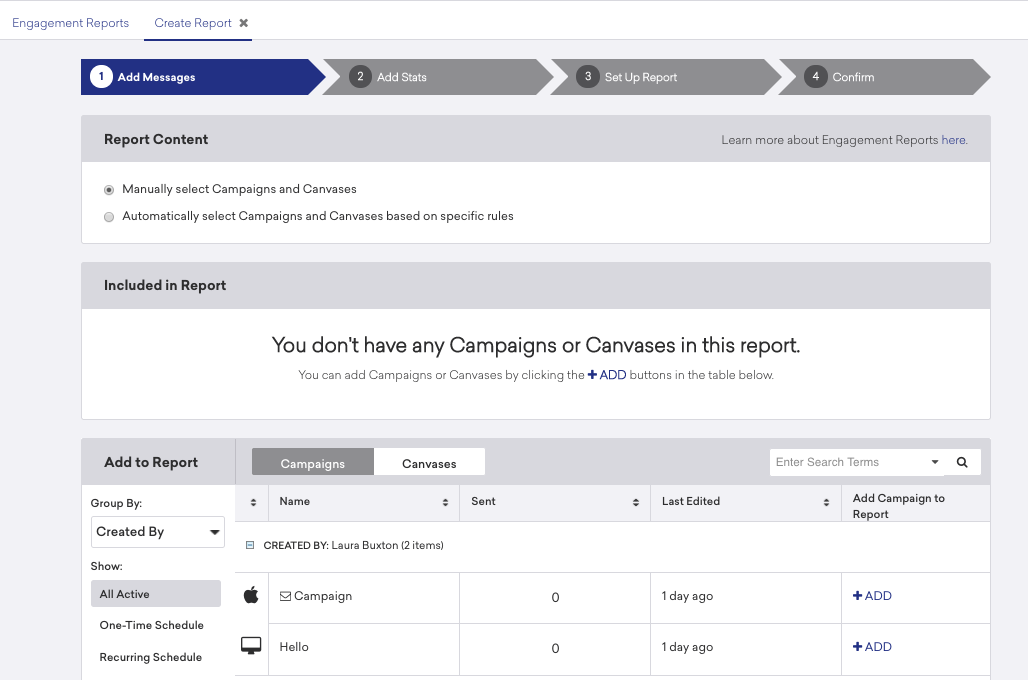 Engagement Reports
Create Report ✖
1 Add Messages
2 Add Stats
3 Set Up Report
4 Confirm
Report Content
Learn more about Engagement Reports here.
Manually select Campaigns and Canvases
Automatically select Campaigns and Canvases based on specific rules
Included in Report
You don't have any Campaigns or Canvases in this report.
You can add Campaigns or Canvases by clicking the + ADD buttons in the table below.
Add to Report
Campaigns
Canvases
Enter Search Terms
Group By:
Created By
Show:
All Active
One-Time Schedule
Recurring Schedule
Name
Sent
Last Edited
Add Campaign to
Report
CREATED BY: Laura Buxton (2 items)
Campaign
0
1 day ago
+ ADD
Hello
0
1 day ago
+ ADD